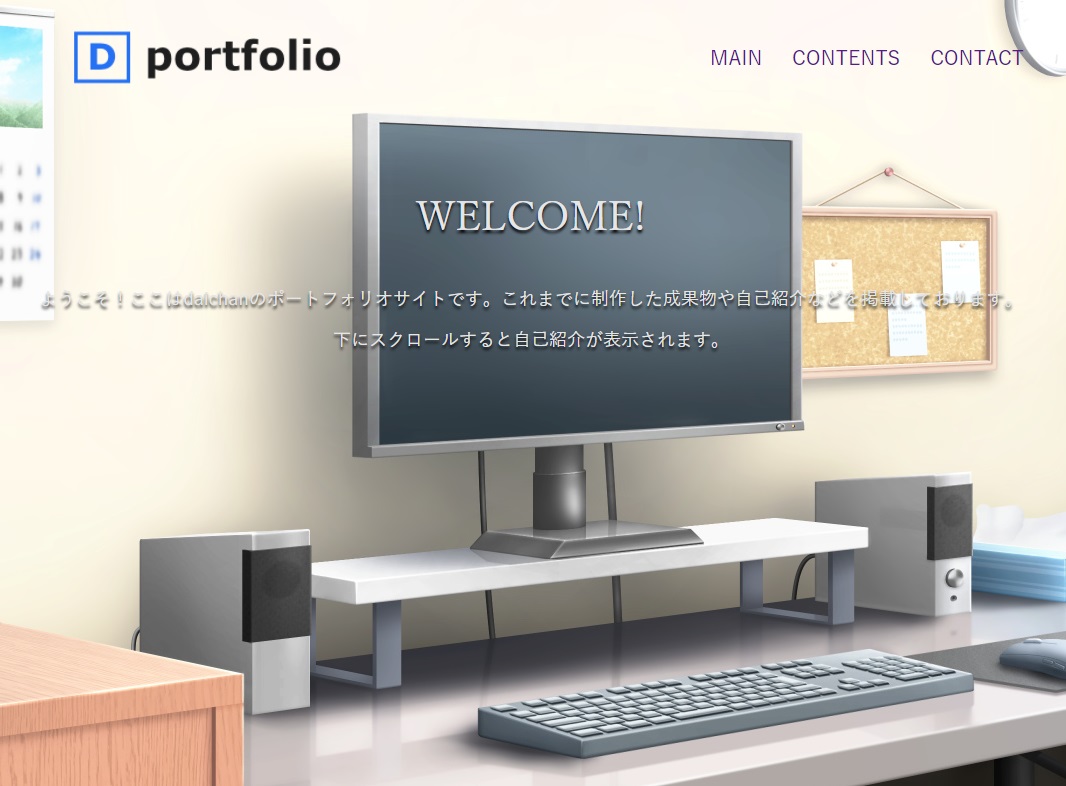 D portfolio
MAIN CONTENTS CONTACT
WELCOME!
ようこそ！ここはdaichanのポートフォリオサイトです。これまでに制作した成果物や自己紹介などを掲載しております。
下にスクロールすると自己紹介が表示されます。